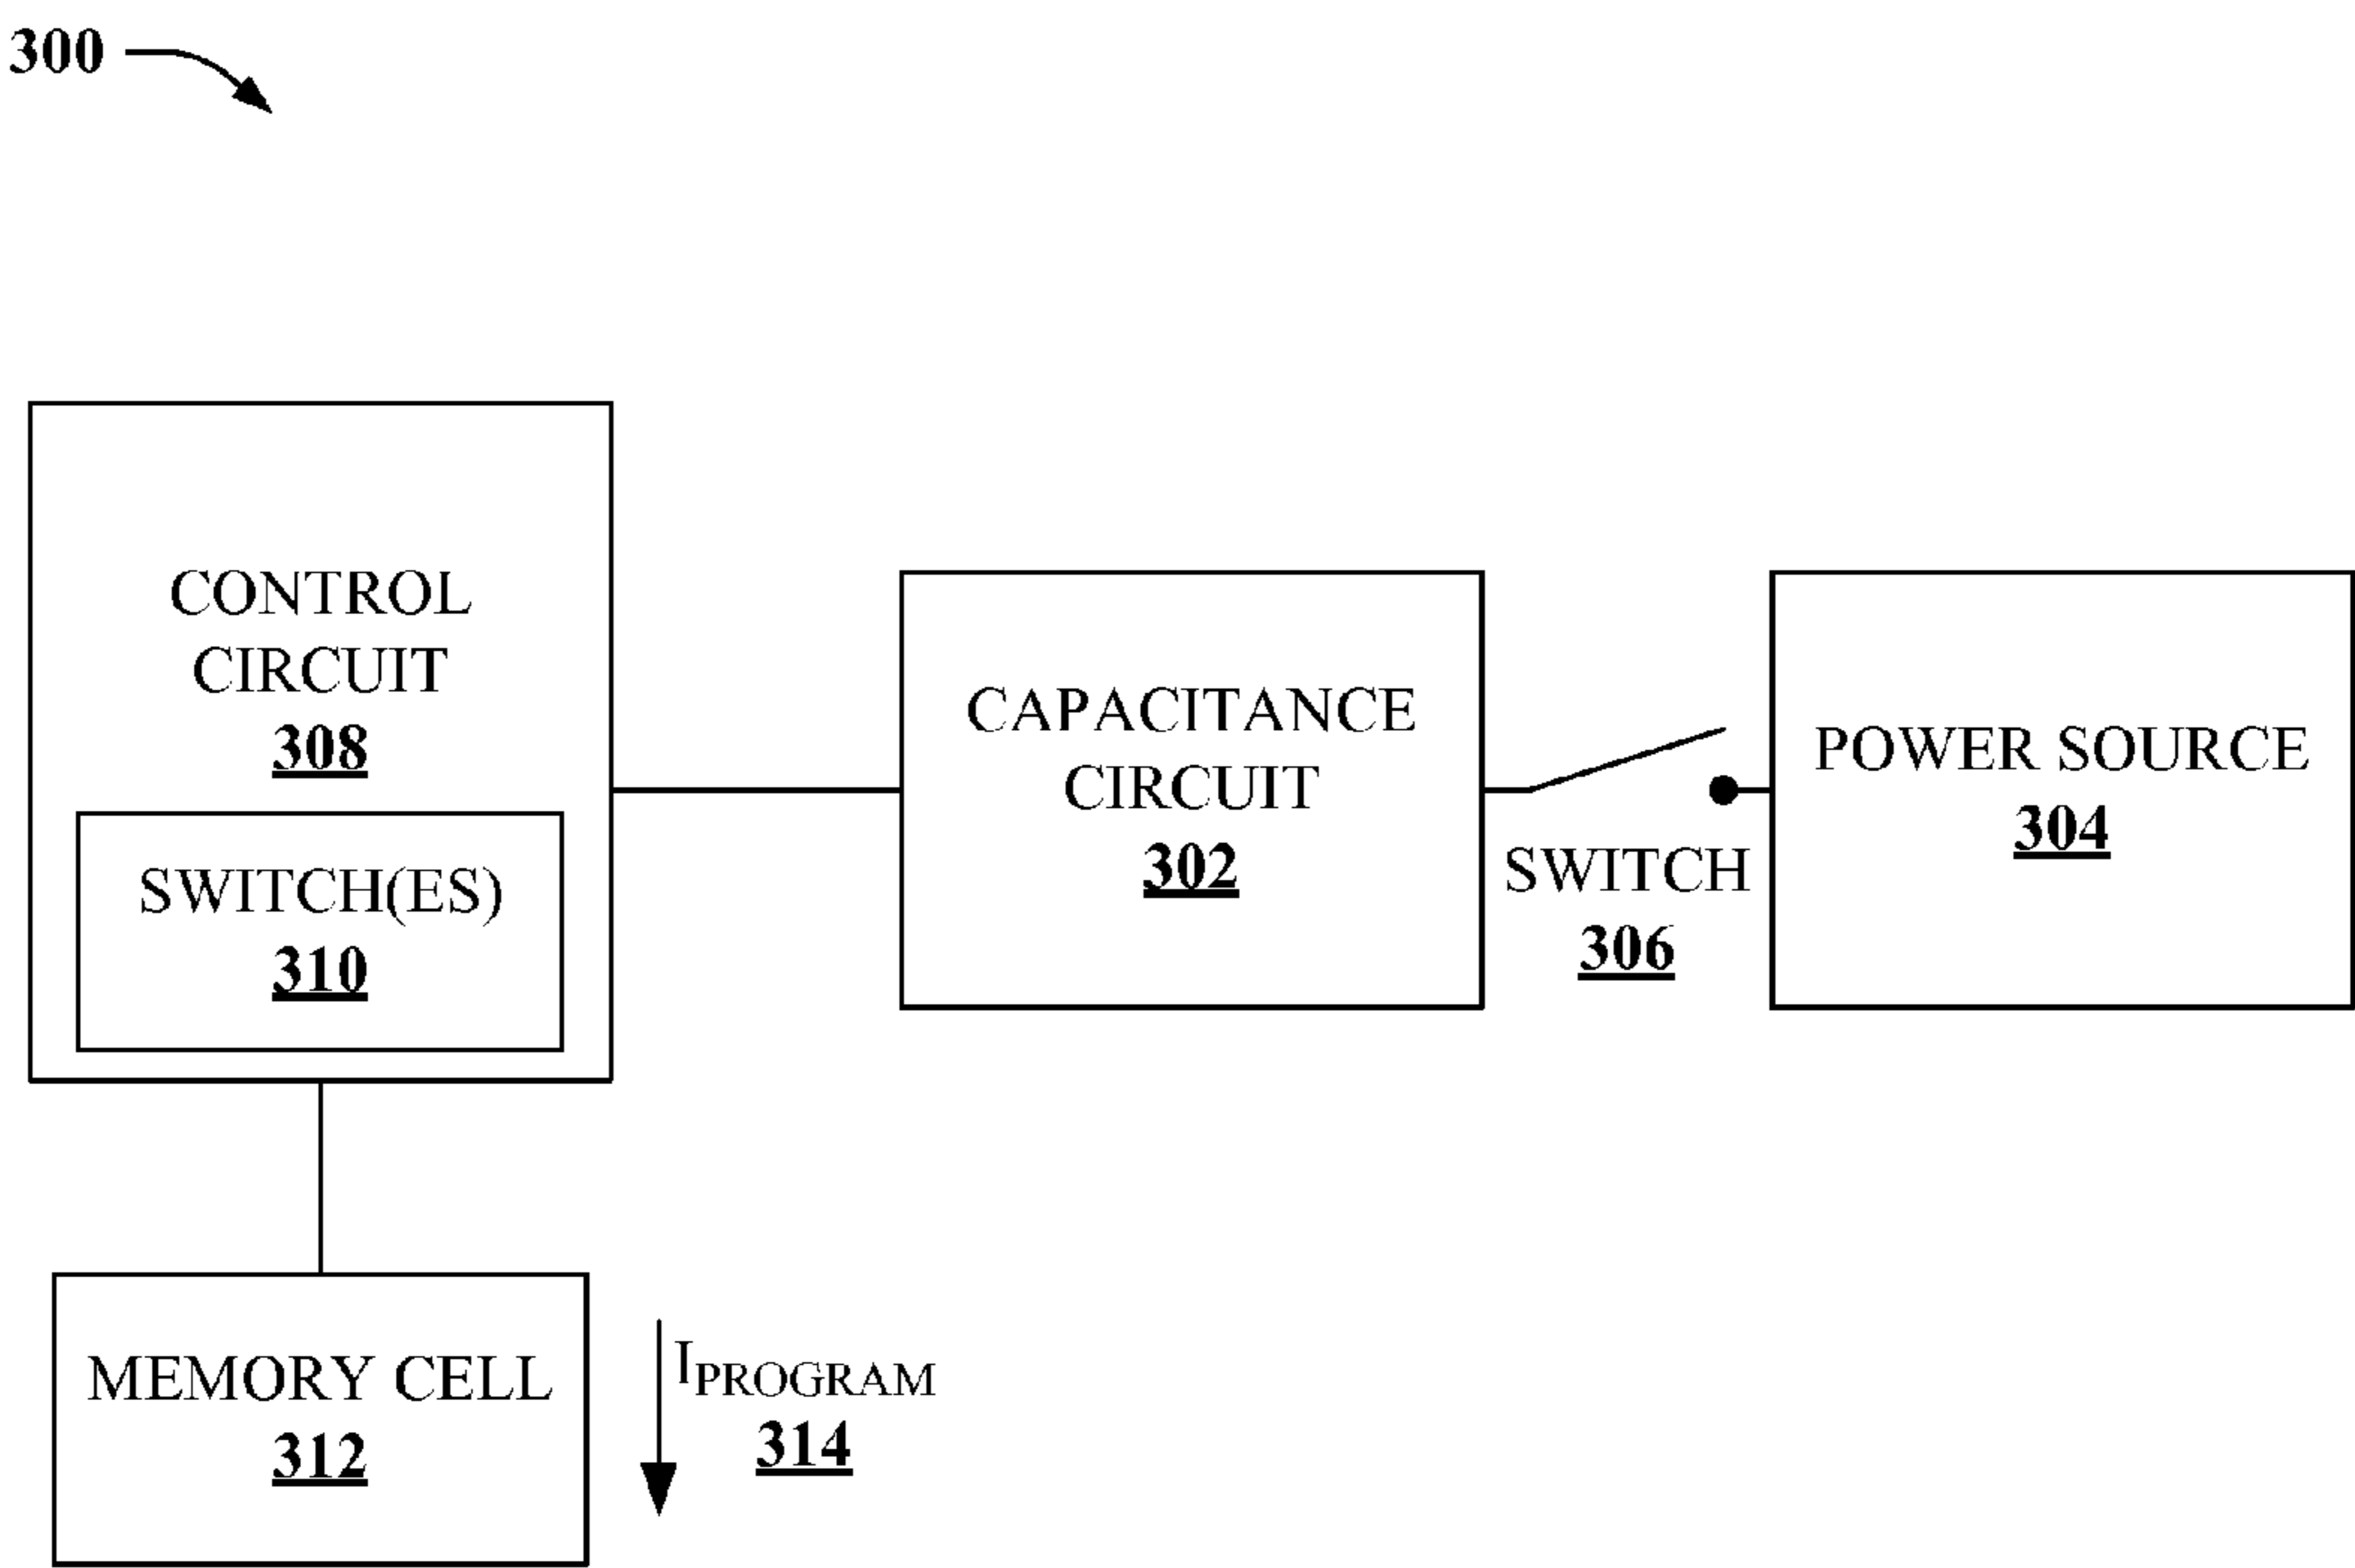 300
CONTROL
CIRCUIT
308
SWITCH(ES)
310
CAPACITANCE
CIRCUIT
302
SWITCH
306
POWER SOURCE
304
MEMORY CELL
312
IPROGRAM
314